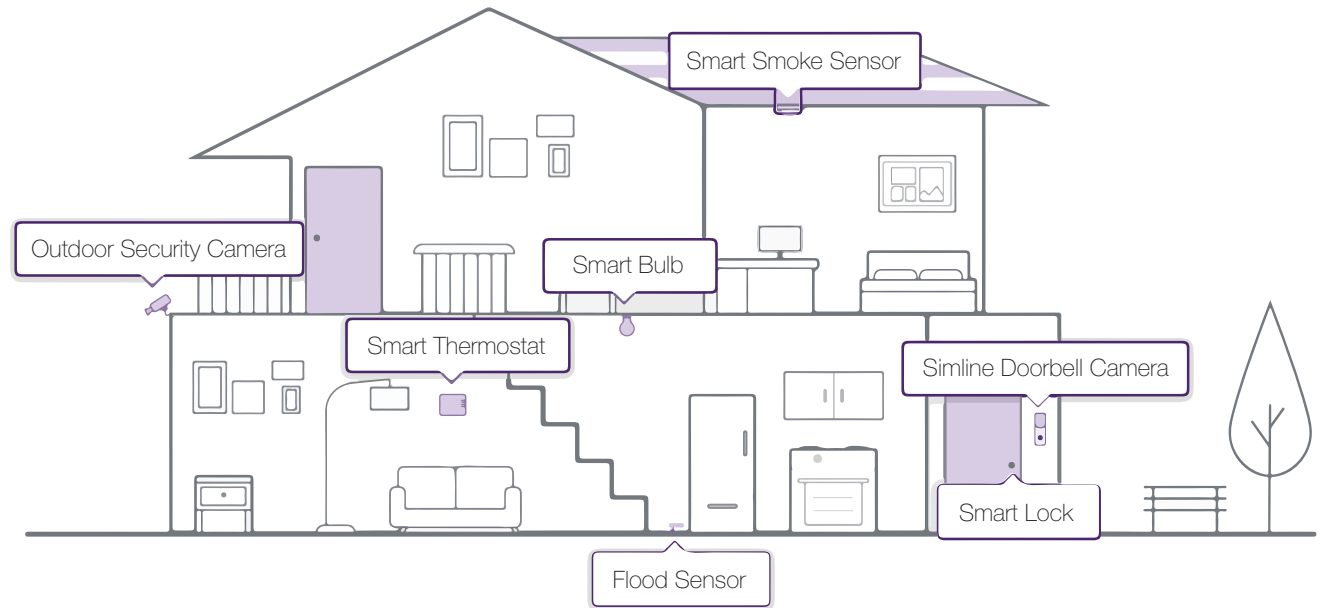 Smart Smoke Sensor
Outdoor Security Camera
Smart Bulb
Smart Thermostat
Simline Doorbell Camera
Smart Lock
Flood Sensor